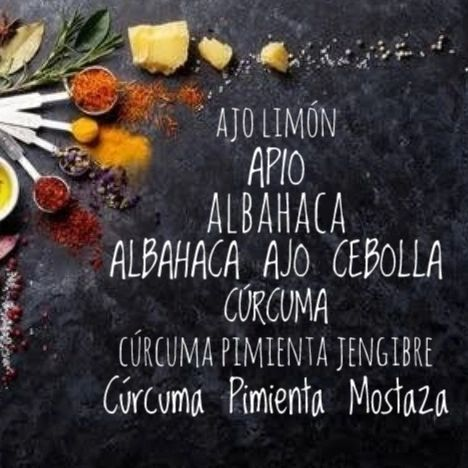 AJO LIMÓN
APIO
ALBAHACA
ALBAHACA AJO CEBOLLA
CÚRCUMA
CÚRCUMA PIMIENTA JENGIBRE
Cúrcuma Pimienta Mostaza